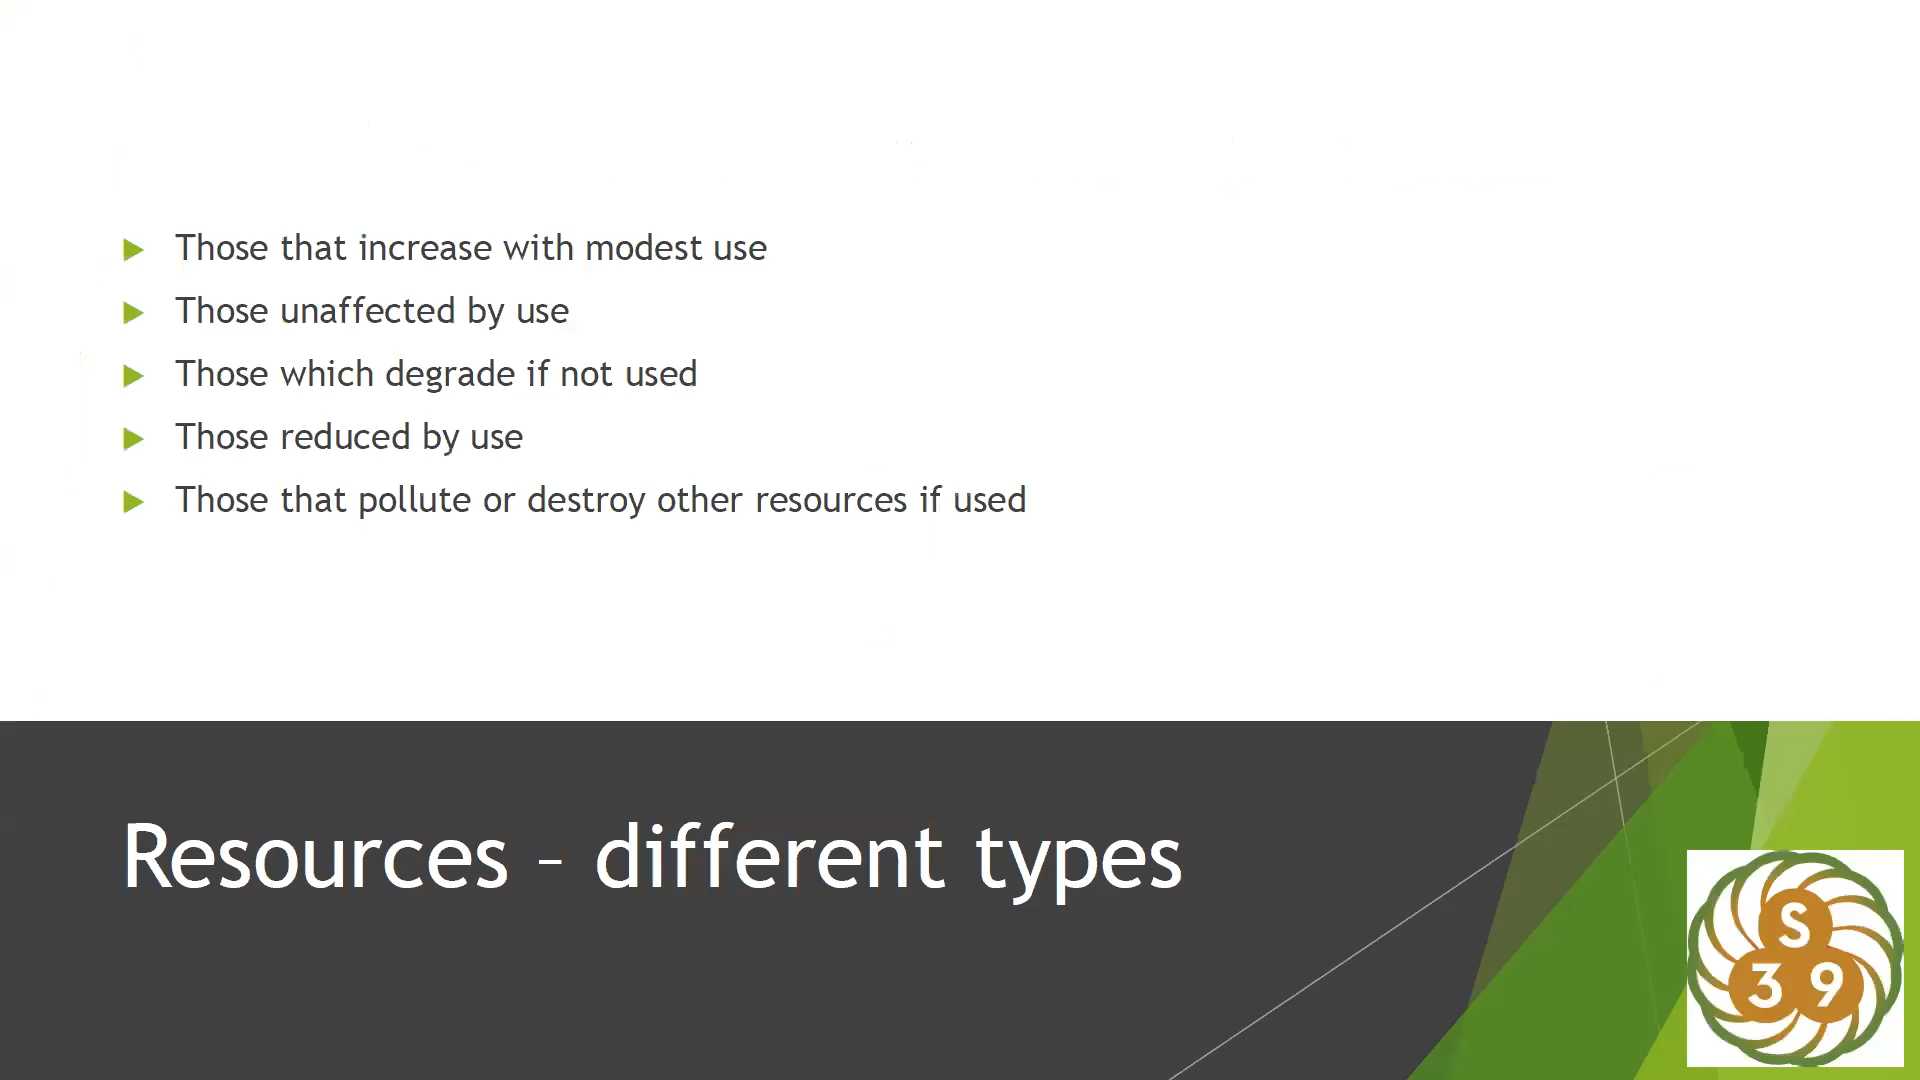 Those that increase with modest use
Those unaffected by use
Those which degrade if not used
Those reduced by use
Those that pollute or destroy other resources if used
Resources – different types
S
3 9